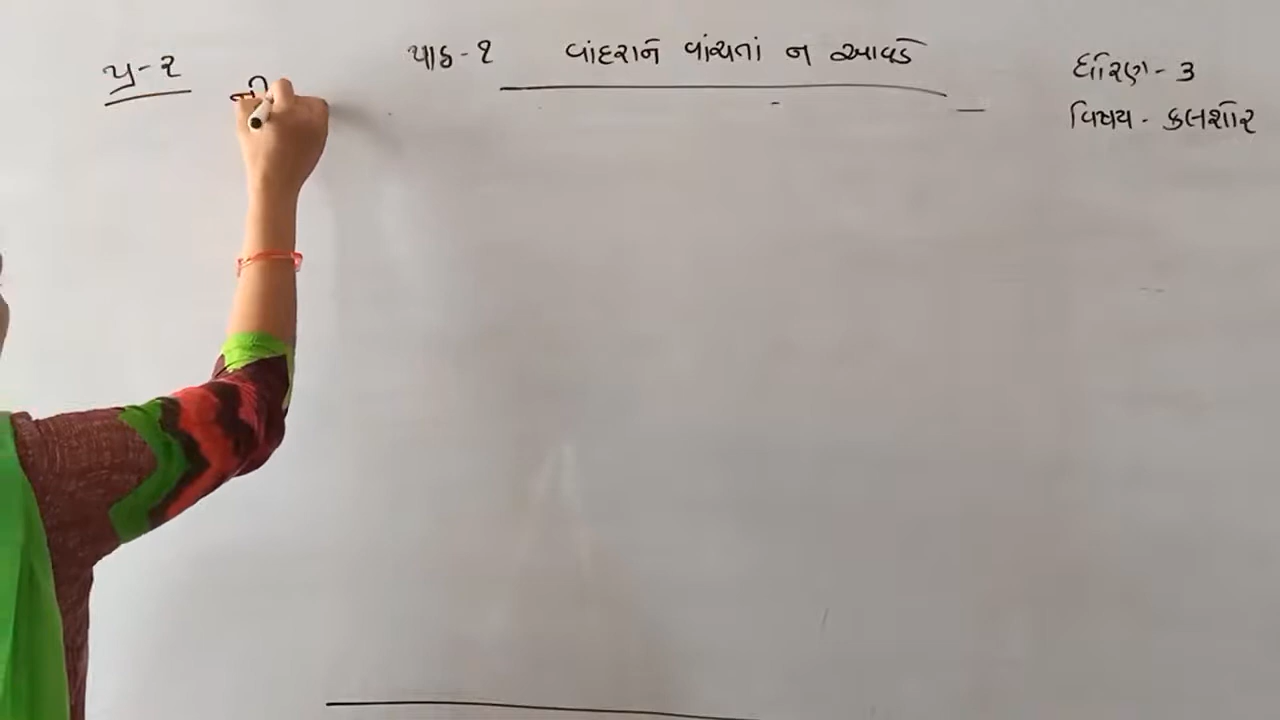 પાઠ - ૧ વાંદરાને વાંચતાં ન આવડે
પ્ર - ૨
ધોરણ - 3
વિષય - કલશોર